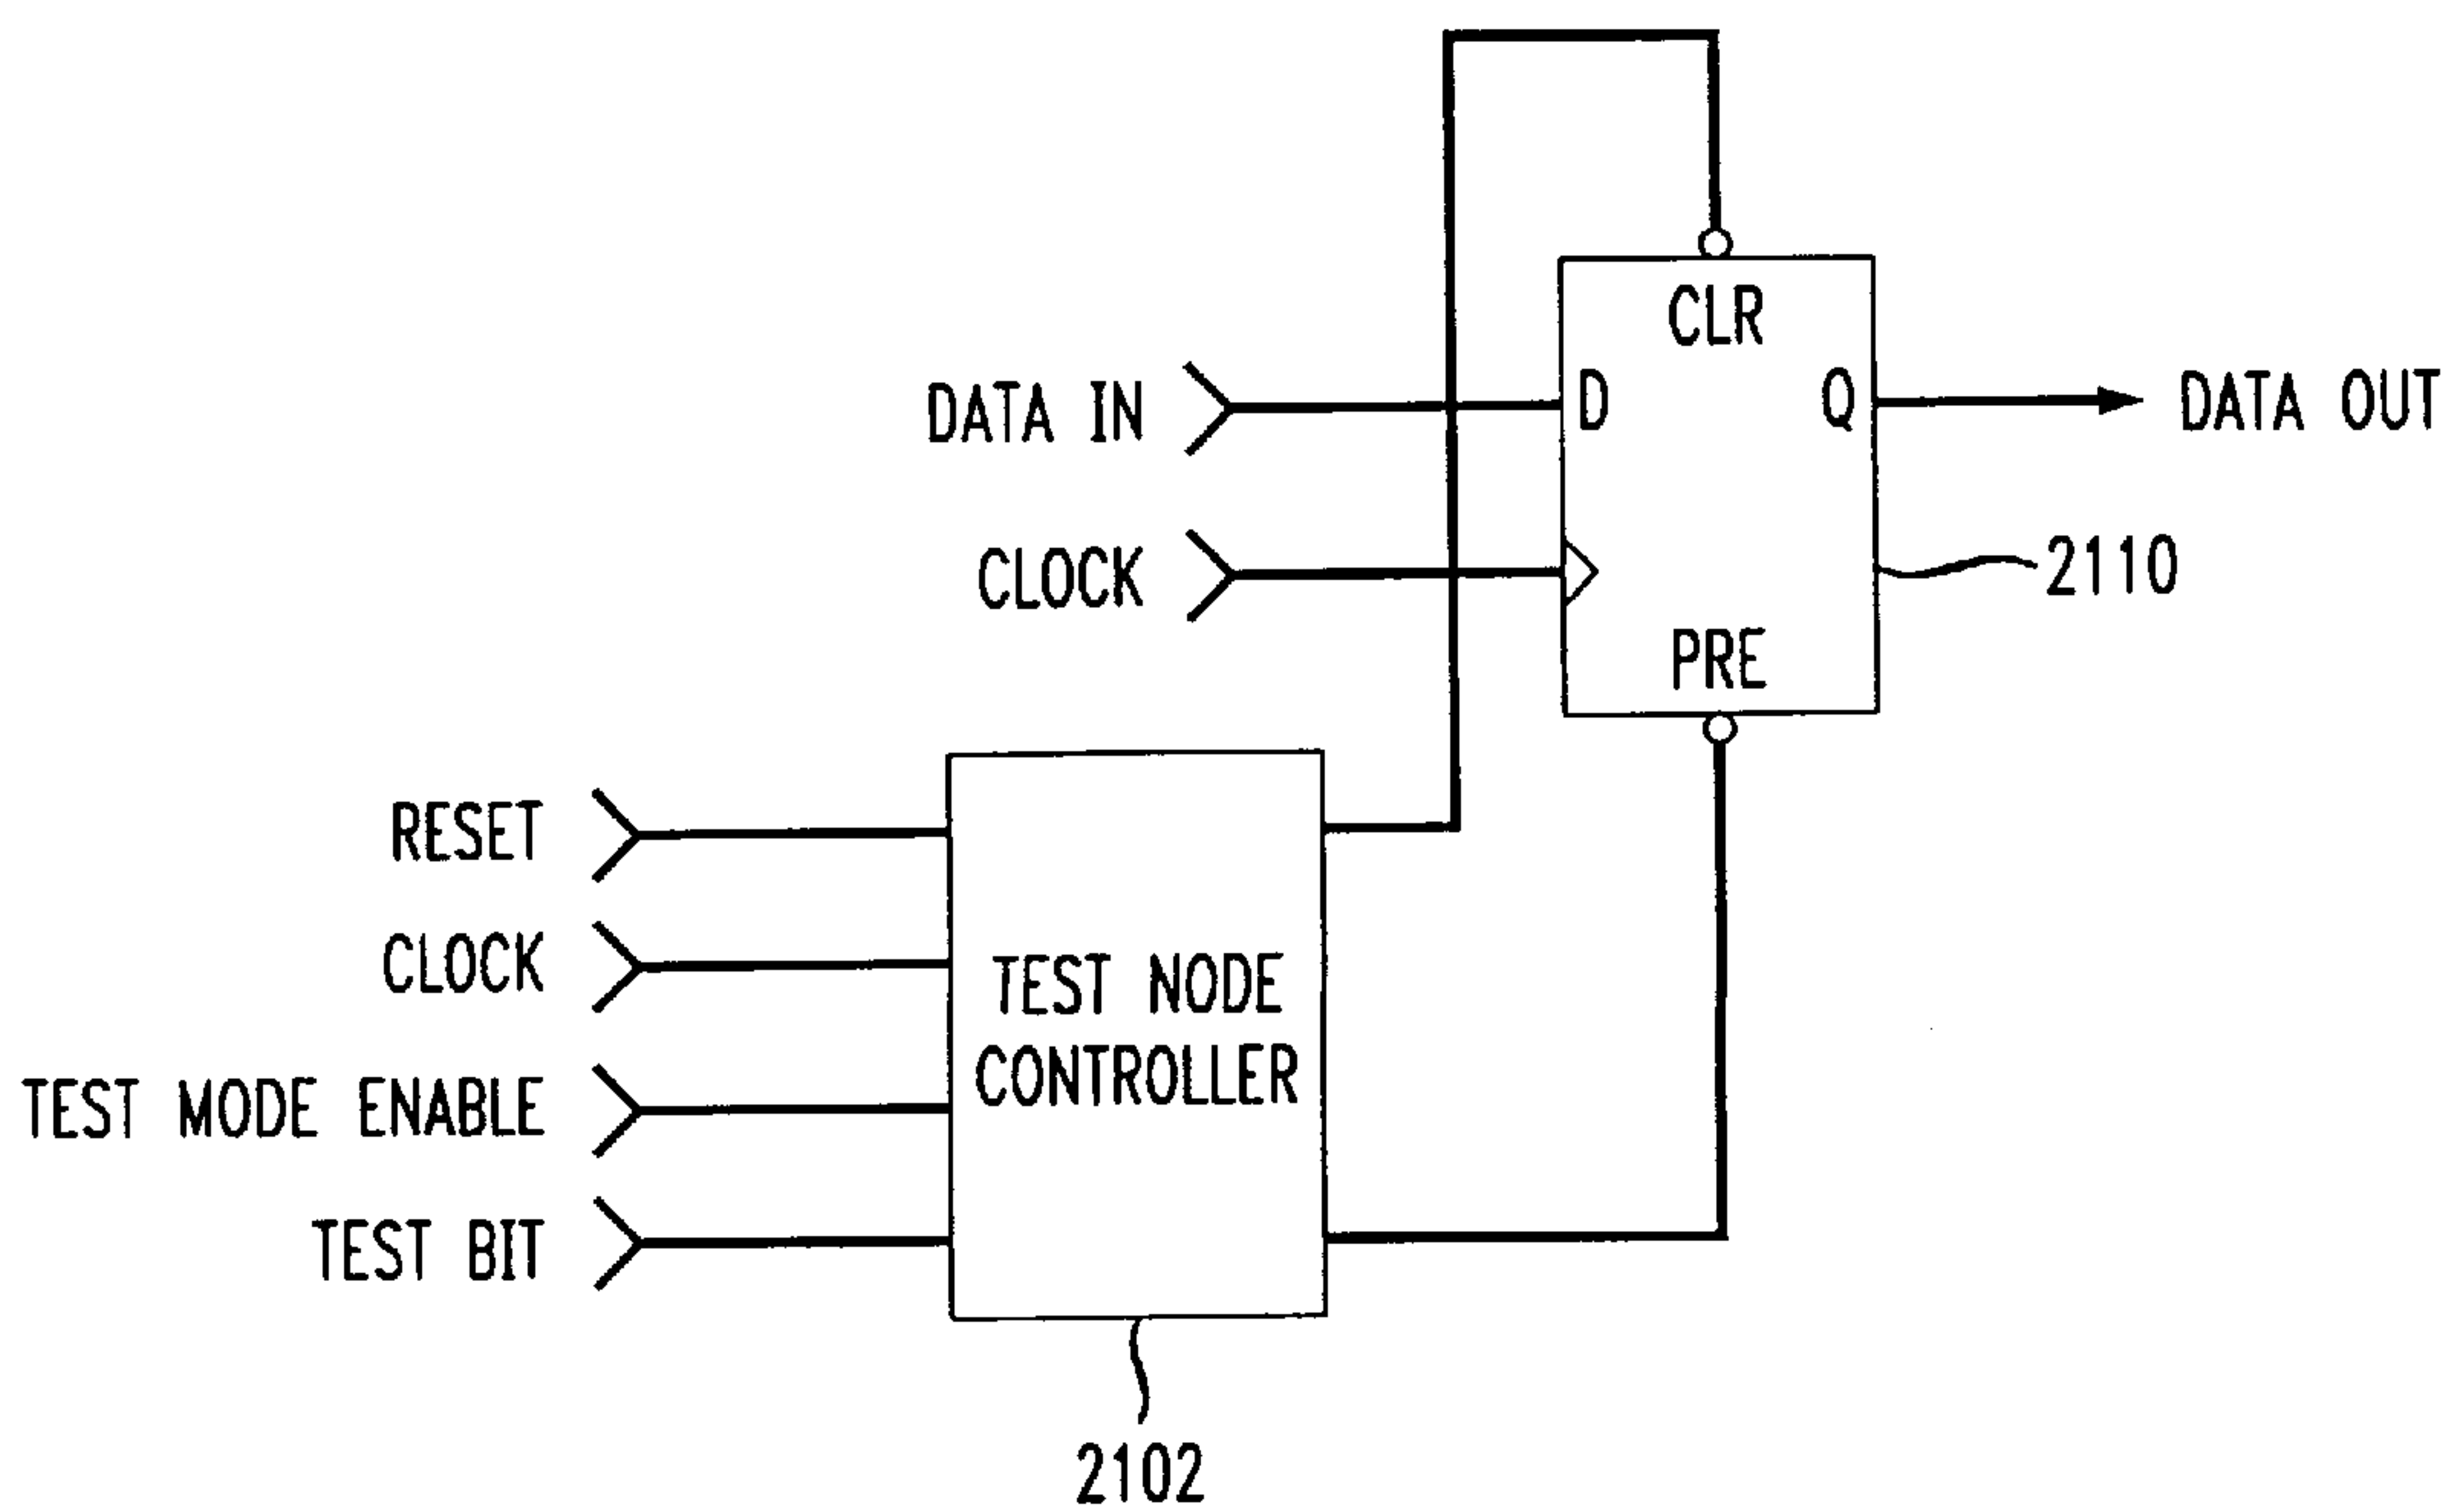 CLR
DATA IN
D
Q
DATA OUT
CLOCK
2110
PRE
RESET
CLOCK
TEST NODE
CONTROLLER
TEST MODE ENABLE
TEST BIT
2102